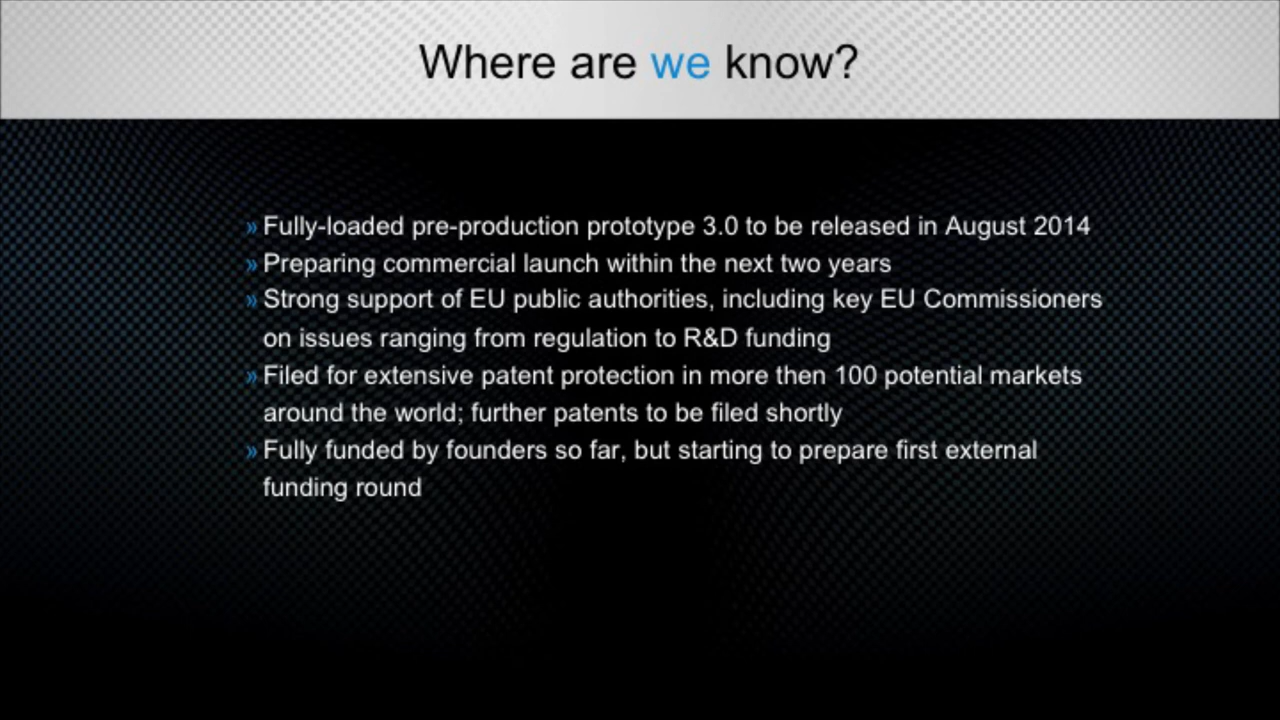 Where are we know?
» Fully-loaded pre-production prototype 3.0 to be released in August 2014
» Preparing commercial launch within the next two years
» Strong support of EU public authorities, including key EU Commissioners
on issues ranging from regulation to R&D funding
» Filed for extensive patent protection in more then 100 potential markets
around the world; further patents to be filed shortly
» Fully funded by founders so far, but starting to prepare first external
funding round